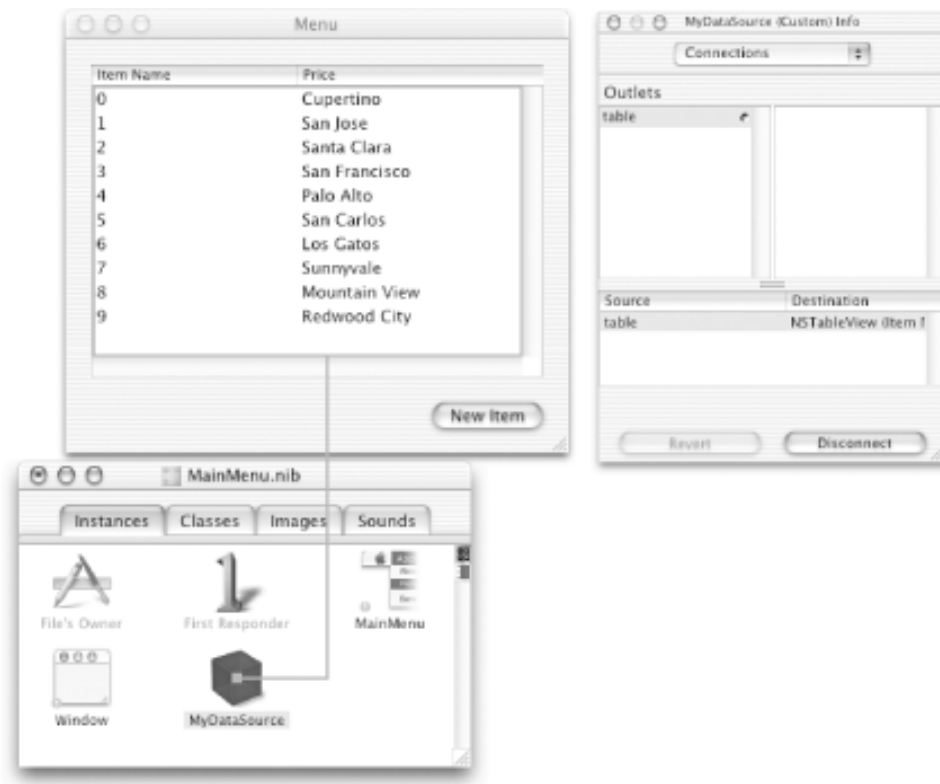 Menu
Item Name Price
0 Cupertino
1 San Jose
2 Santa Clara
3 San Francisco
4 Palo Alto
5 San Carlos
6 Los Gatos
7 Sunnyvale
8 Mountain View
9 Redwood City
New Item
MyDataSource (Custom) Info
Connections
Outlets
table
Source Destination
table NSTableView (Item
Revert Disconnect
MainMenu.nib
Instances Classes Images Sounds
File's Owner First Responder MainMenu
Window MyDataSource